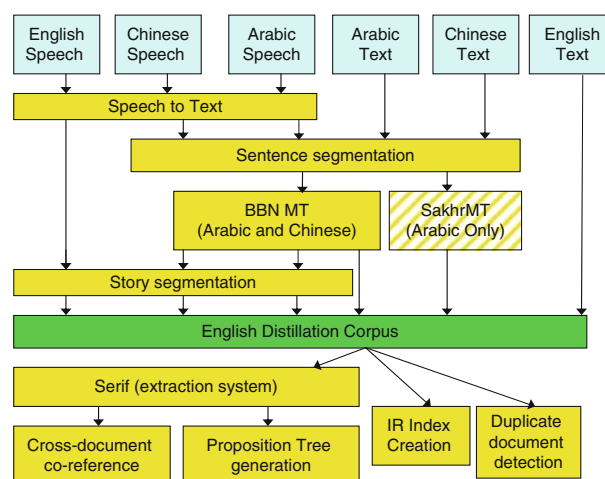 English
Speech
Chinese
Speech
Arabic
Speech
Arabic
Text
Chinese
Text
English
Text
Speech to Text
Sentence segmentation
BBN MT
(Arabic and Chinese)
SakhrMT
(Arabic Only)
Story segmentation
English Distillation Corpus
Serif (extraction system)
Cross-document
co-reference
Proposition Tree
generation
IR Index
Creation
Duplicate
document
detection